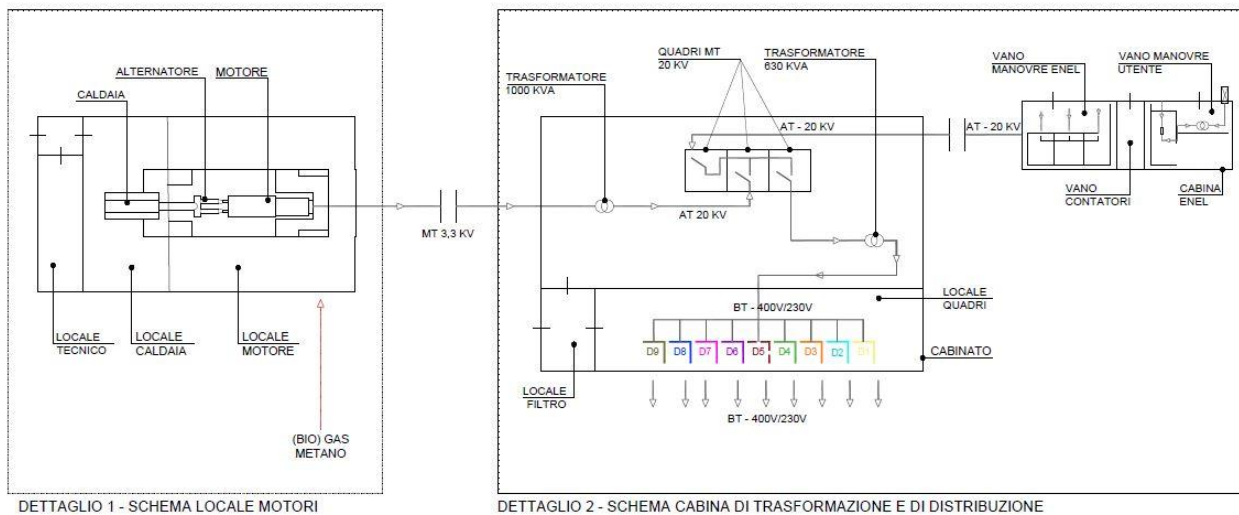 ALTERNATORE
MOTORE
CALDAIA
LOCALE
TECNICO
LOCALE
CALDAIA
LOCALE
MOTORE
(BIO) GAS
METANO
MT 3,3 KV
DETTAGLIO 1 - SCHEMA LOCALE MOTORI
TRASFORMATORE
1000 KVA
QUADRI MT
20 KV
TRASFORMATORE
630 KVA
AT - 20 KV
AT - 20 KV
VANO
MANOVRE ENEL
VANO MANOVRE
UTENTE
VANO
CONTATORI
CABINA
ENEL
AT 20 KV
LOCALE
QUADRI
BT - 400V/230V
D9 D8 D7 D6 D5 D4 D3 D2 D1
CABINATO
LOCALE
FILTRO
BT - 400V/230V
DETTAGLIO 2 - SCHEMA CABINA DI TRASFORMAZIONE E DI DISTRIBUZIONE